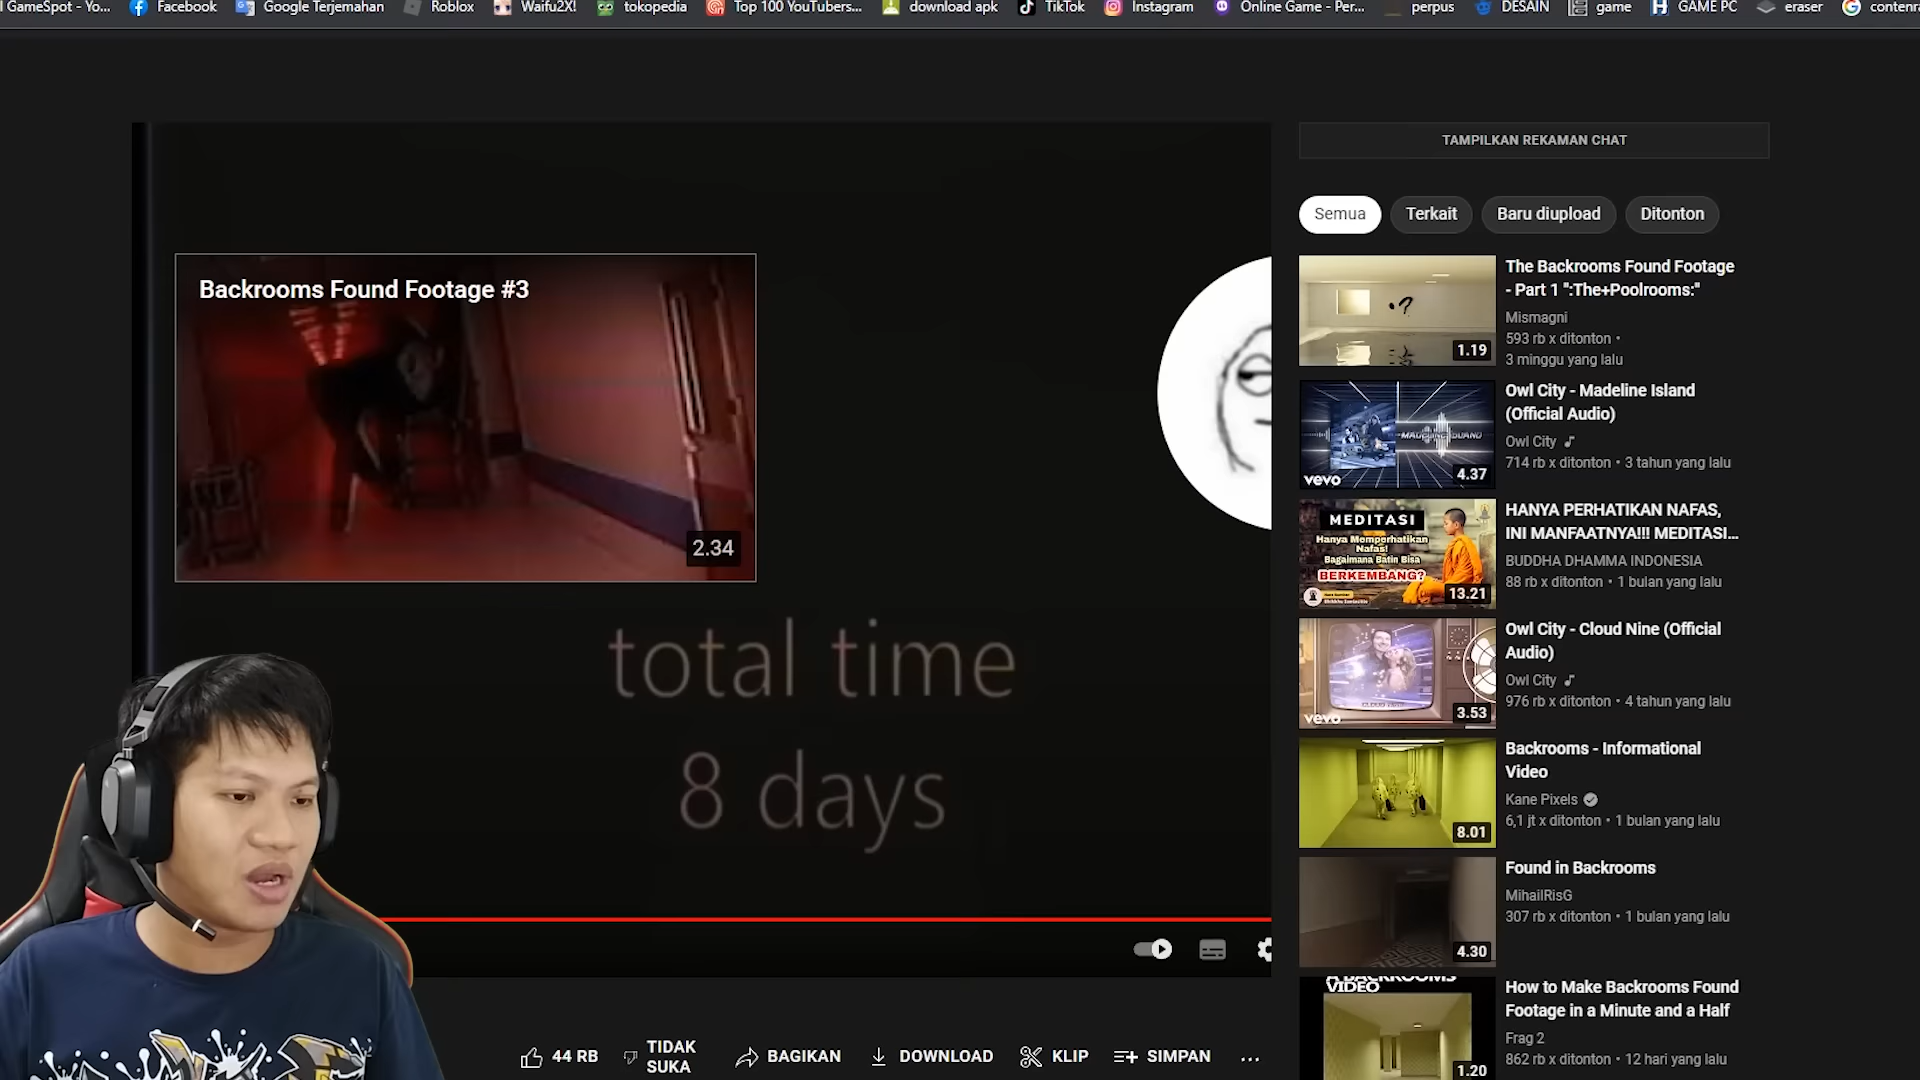 GameSpot - Yo...
Facebook
Google Terjemahan
Roblox
Waifu2X!
tokopedia
Top 100 YouTubers...
download apk
TikTok
Instagram
Online Game - Per...
perpus
DESAIN
game
GAME PC
eraser
Backrooms Found Footage #3
2.34
total time
8 days
44 RB
TIDAK
SUKA
BAGIKAN
DOWNLOAD
KLIP
SIMPAN
...
TAMPILKAN REKAMAN CHAT
Semua
Terkait
Baru diupload
Ditonton
?
1.19
The Backrooms Found Footage
- Part 1 ":The+Poolrooms:"
Mismagni
593 rb x ditonton •
3 minggu yang lalu
vevo
4.37
Owl City - Madeline Island
(Official Audio)
Owl City
714 rb x ditonton • 3 tahun yang lalu
MEDITASI
Hanya Memperhatikan
Nafas!
Bagaimana Batin Bisa
BERKEMBANG?
13.21
HANYA PERHATIKAN NAFAS,
INI MANFAATNYA!!! MEDITASI...
BUDDHA DHAMMA INDONESIA
88 rb x ditonton • 1 bulan yang lalu
vevo
3.53
Owl City - Cloud Nine (Official
Audio)
Owl City
976 rb x ditonton • 4 tahun yang lalu
8.01
Backrooms - Informational
Video
Kane Pixels
6,1 jt x ditonton • 1 bulan yang lalu
4.30
Found in Backrooms
MihailRisG
307 rb x ditonton • 1 bulan yang lalu
A BACKROOMS
VIDEO
1.20
How to Make Backrooms Found
Footage in a Minute and a Half
Frag 2
862 rb x ditonton • 12 hari yang lalu